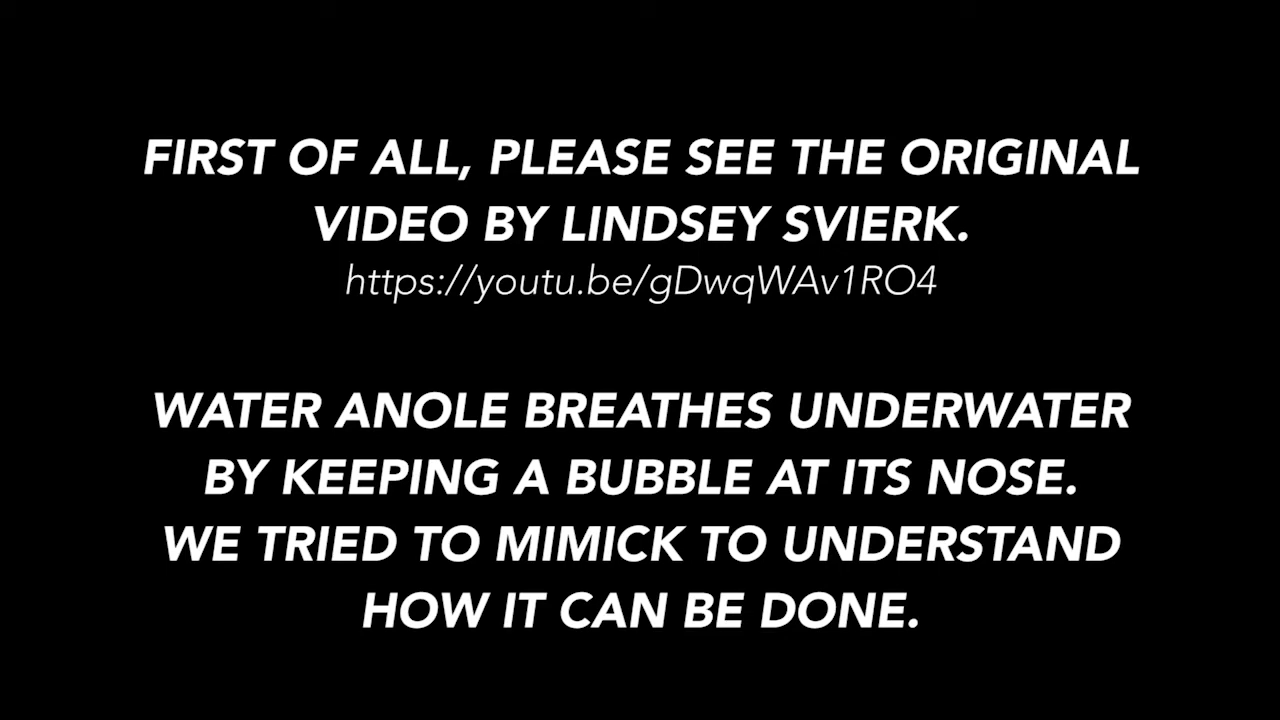 FIRST OF ALL, PLEASE SEE THE ORIGINAL
VIDEO BY LINDSEY SVIERK.
https://youtu.be/gDwqWAv1RO4
WATER ANOLE BREATHES UNDERWATER
BY KEEPING A BUBBLE AT ITS NOSE.
WE TRIED TO MIMICK TO UNDERSTAND
HOW IT CAN BE DONE.